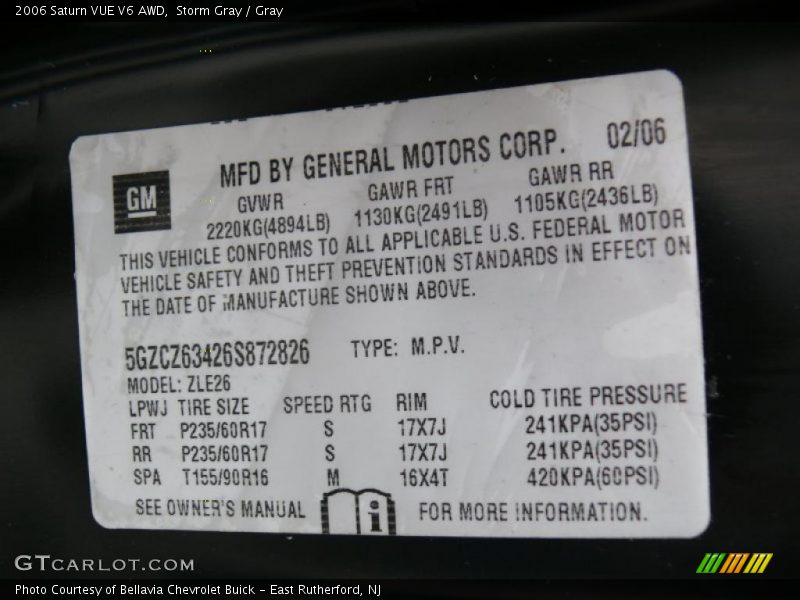 2006 Saturn VUE V6 AWD,  Storm Gray / Gray
MFD BY GENERAL MOTORS CORP. 02/06
GM
GVWR GAWR FRT GAWR RR
2220KG(4894LB) 1130KG(2491LB) 1105KG(2436LB)
THIS VEHICLE CONFORMS TO ALL APPLICABLE U.S. FEDERAL MOTOR
VEHICLE SAFETY AND THEFT PREVENTION STANDARDS IN EFFECT ON
THE DATE OF MANUFACTURE SHOWN ABOVE.
5GZCZ63426S872826 TYPE: M.P.V.
MODEL: ZLE26
LPWJ TIRE SIZE SPEED RTG RIM COLD TIRE PRESSURE
FRT P235/60R17 S 17X7J 241KPA(35PSI)
RR P235/60R17 S 17X7J 241KPA(35PSI)
SPA T155/90R16 M 16X4T 420KPA(60PSI)
SEE OWNER'S MANUAL i FOR MORE INFORMATION.
GTCARLOT.COM
Photo Courtesy of Bellavia Chevrolet Buick - East Rutherford, NJ